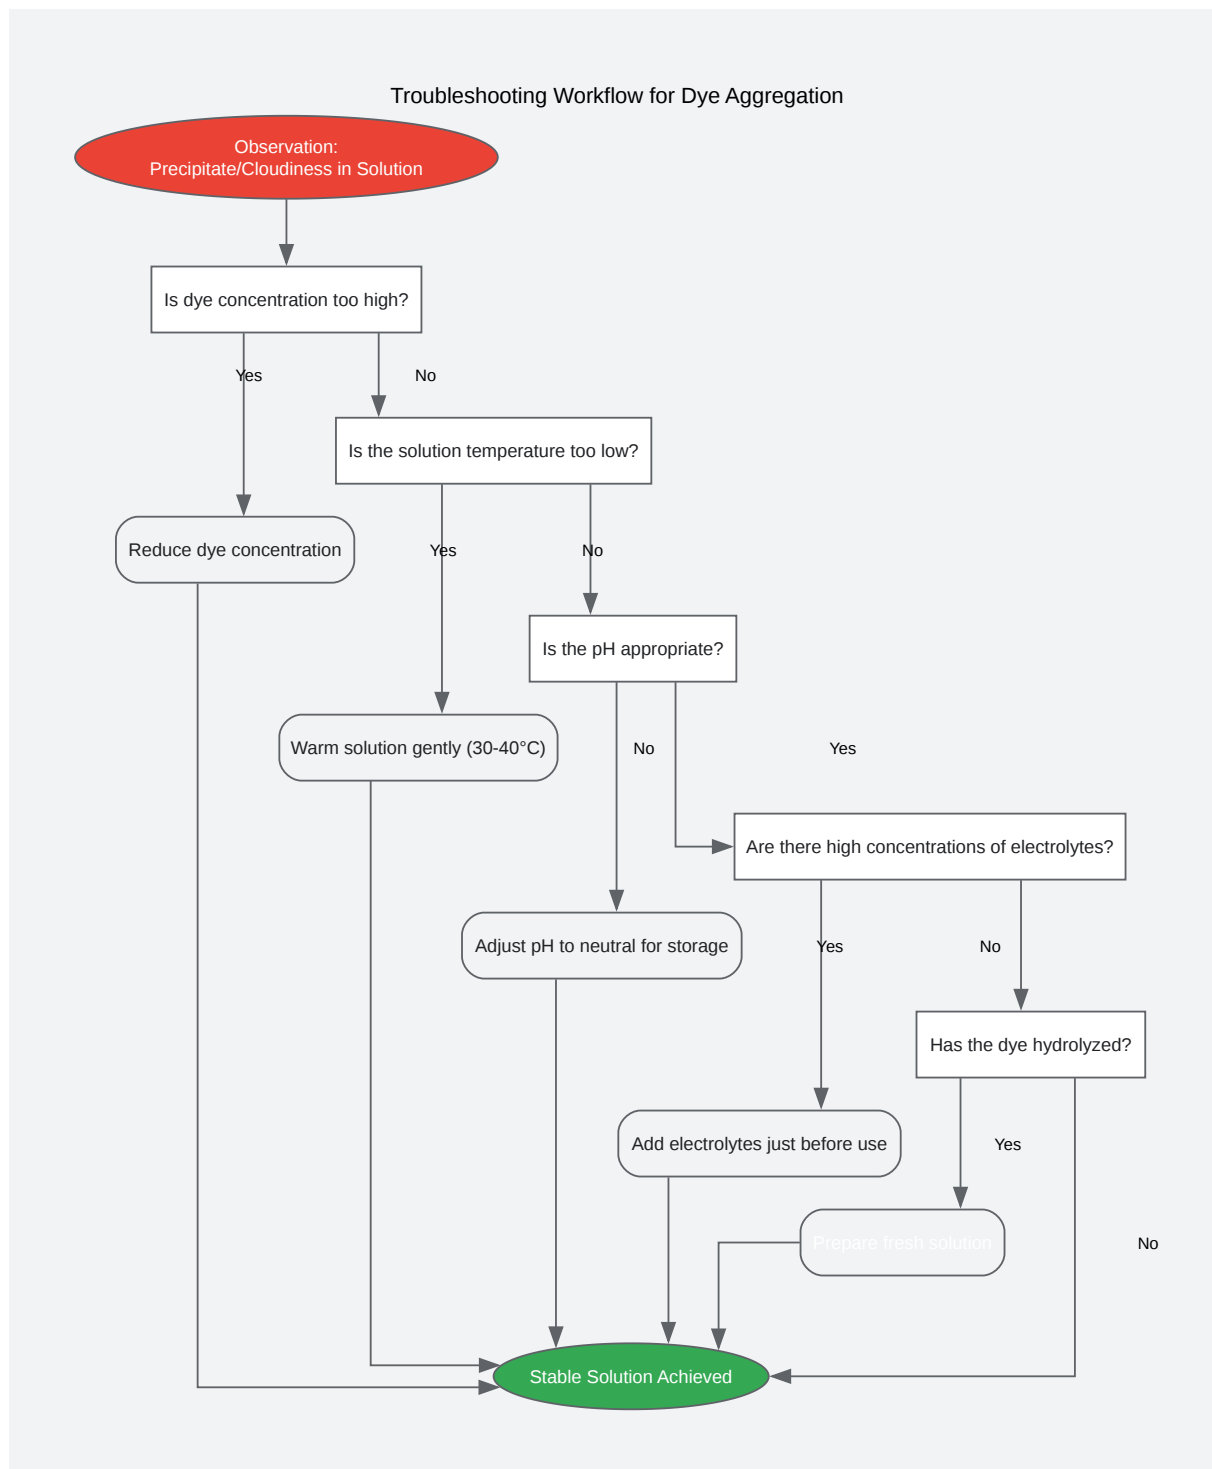 Troubleshooting Workflow for Dye Aggregation
Observation:
Precipitate/Cloudiness in Solution
Is dye concentration too high?
Yes
No
Is the solution temperature too low?
Reduce dye concentration
Yes
No
Is the pH appropriate?
Warm solution gently (30-40°C)
No
Yes
Are there high concentrations of electrolytes?
Adjust pH to neutral for storage
Yes
No
Has the dye hydrolyzed?
Add electrolytes just before use
Yes
Prepare fresh solution
No
Stable Solution Achieved